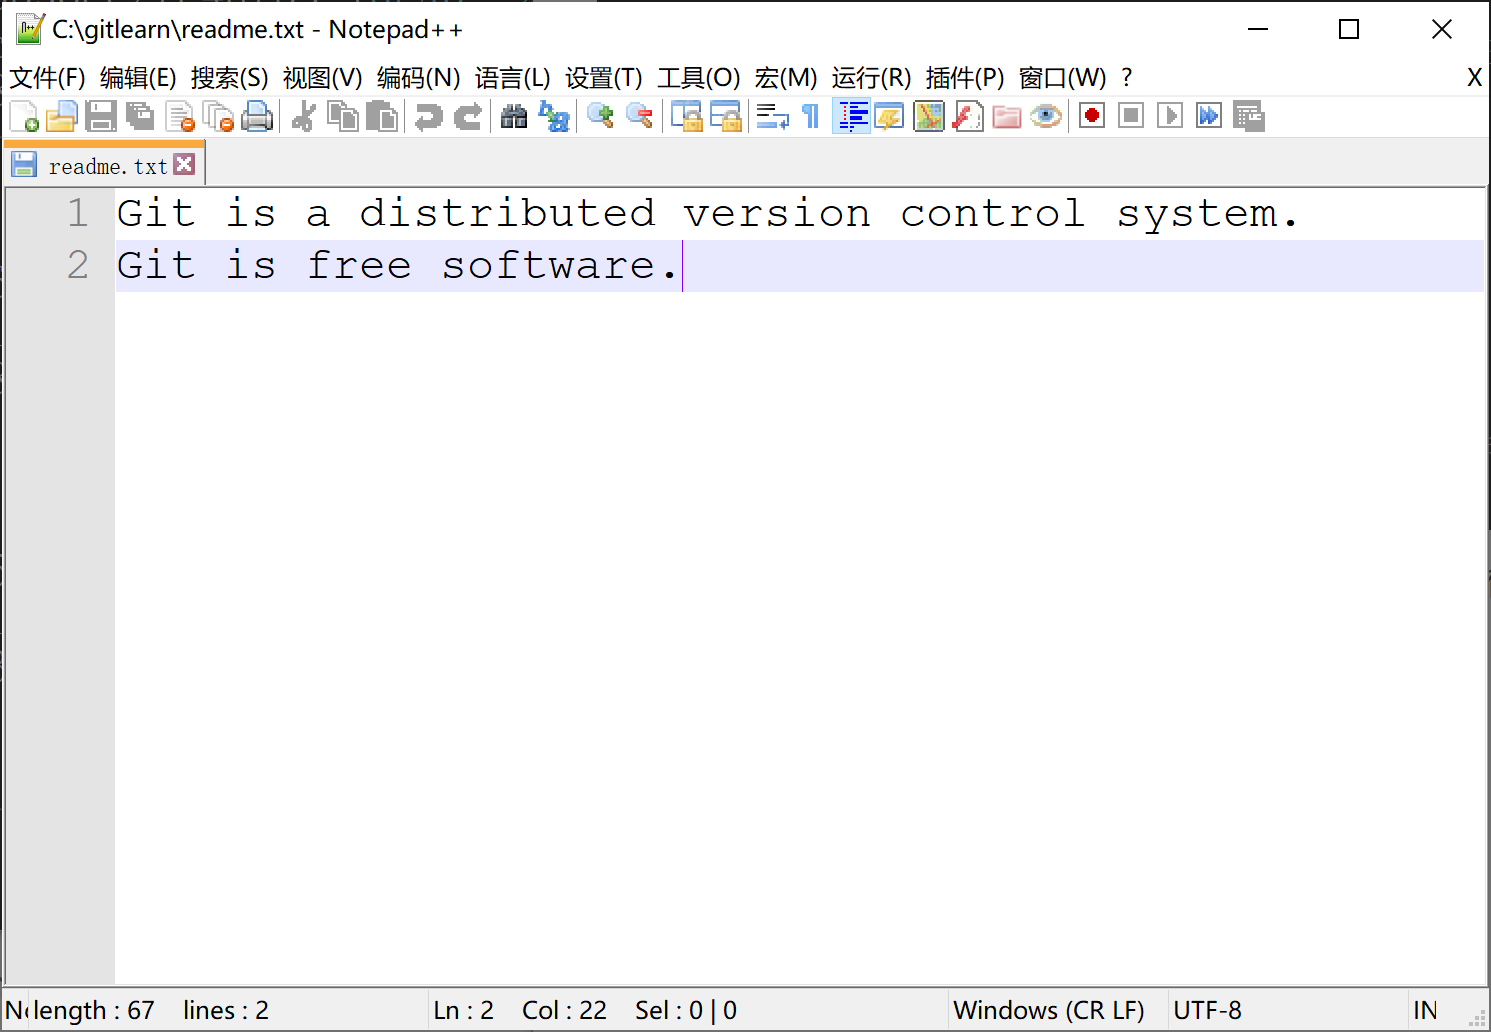 C:\gitlearn\readme.txt - Notepad++
文件(F) 编辑(E) 搜索(S) 视图(V) 编码(N) 语言(L) 设置(T) 工具(O) 宏(M) 运行(R) 插件(P) 窗口(W) ? X
readme.txt
1 Git is a distributed version control system.
2 Git is free software.
length : 67 lines : 2 Ln : 2 Col : 22 Sel : 0 | 0 Windows (CR LF) UTF-8 IN